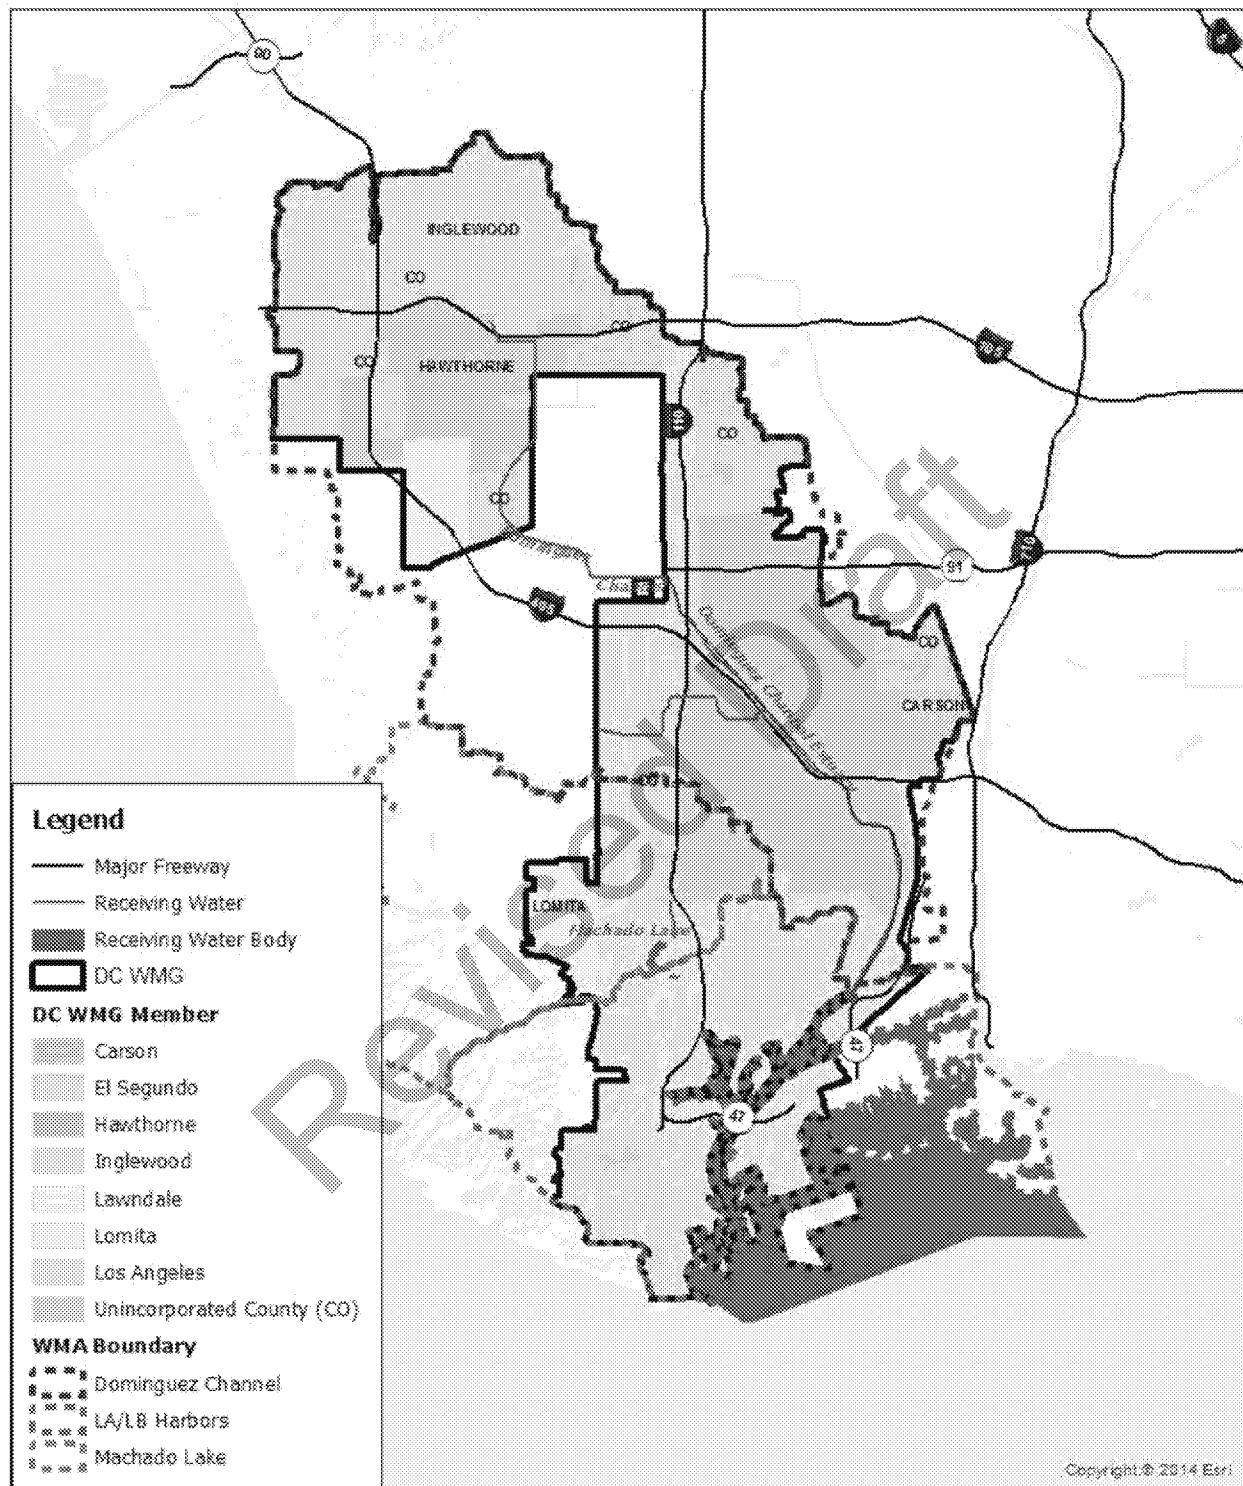 90
INGLEWOOD
CO
CO
CO
HAWTHORNE
110
CO
CO
91
CO
CARSON
Dominguez Channel Estuary
LOMITA
Machado Lake
47
47
Revised Draft
Legend
Major Freeway
Receiving Water
Receiving Water Body
DC WMG
DC WMG Member
Carson
El Segundo
Hawthorne
Inglewood
Lawndale
Lomita
Los Angeles
Unincorporated County (CO)
WMA Boundary
Dominguez Channel
LA/LB Harbors
Machado Lake
Copyright:© 2014 Esri